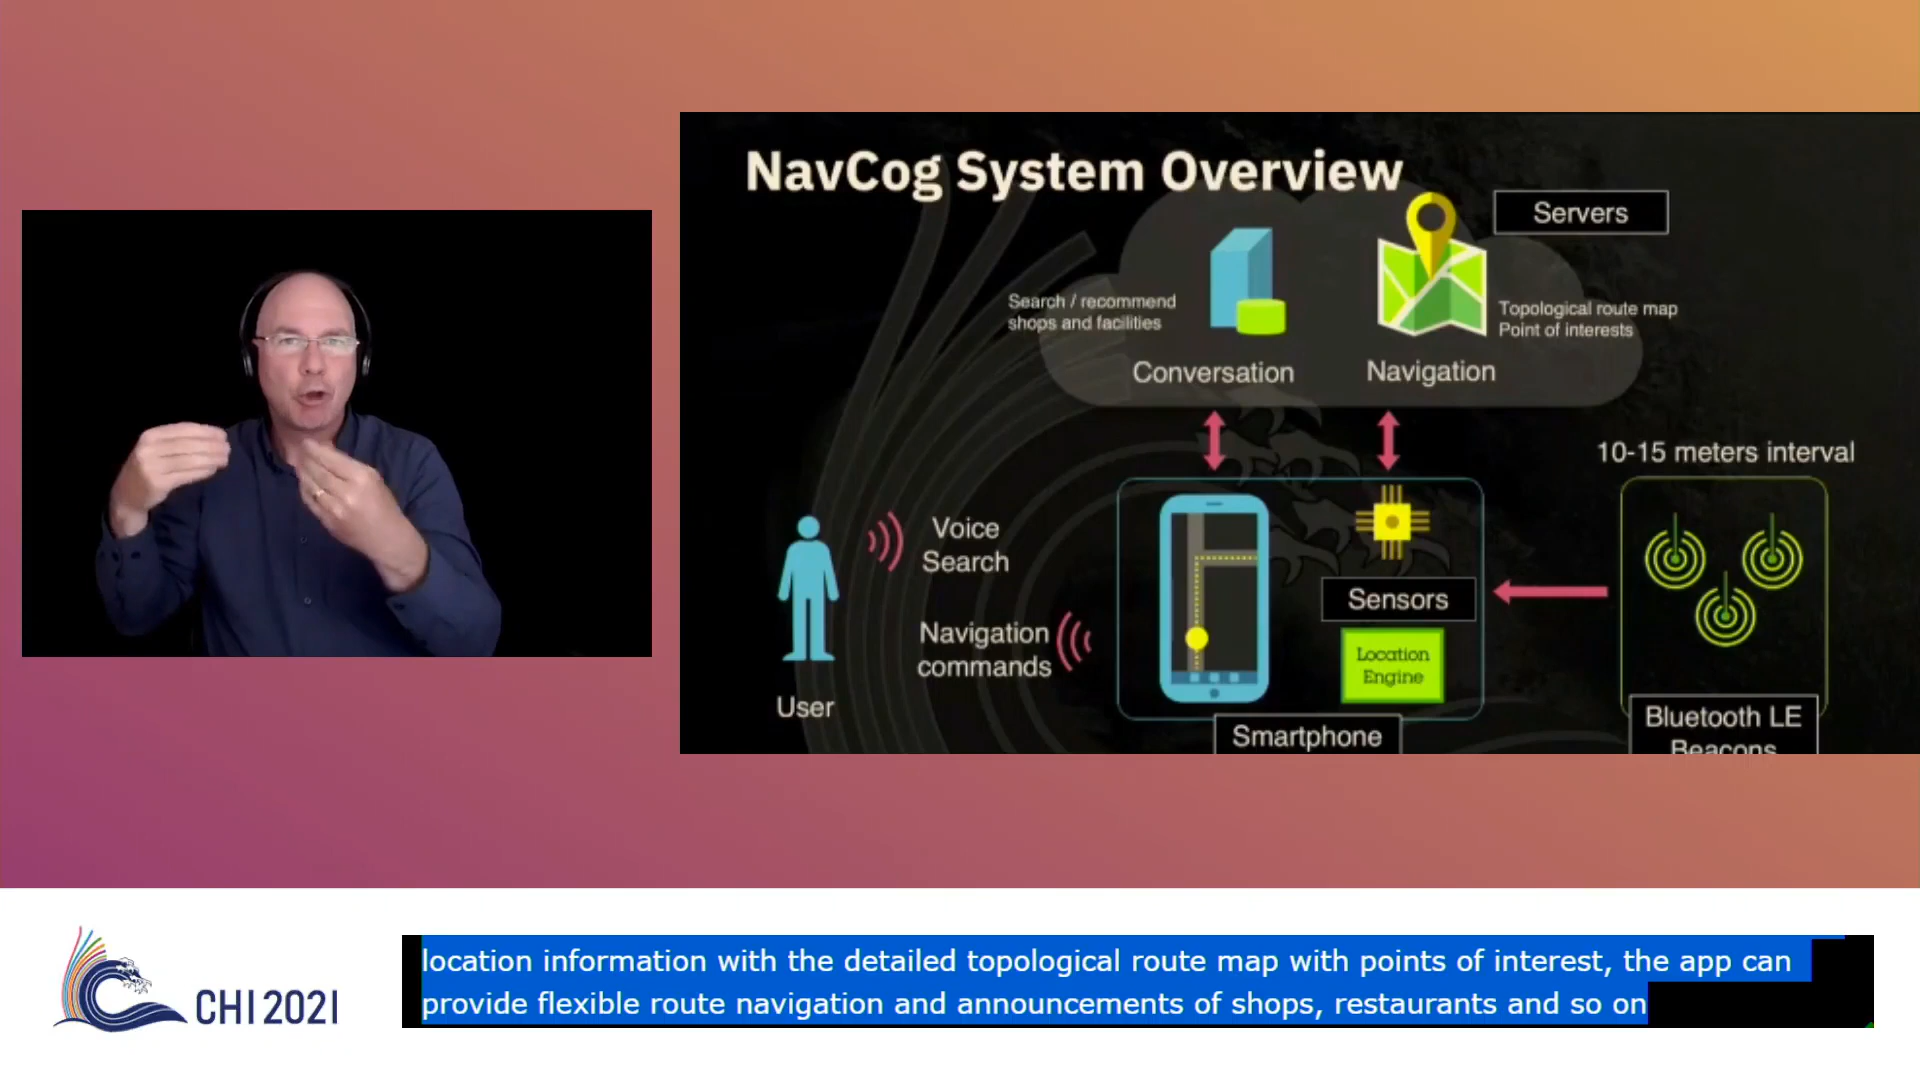 NavCog System Overview
Servers
Search / recommend
shops and facilities
Topological route map
Point of interests
Conversation
Navigation
10-15 meters interval
Voice
Search
Sensors
Navigation
commands
Location
Engine
User
Smartphone
Bluetooth LE
Beacons
CHI 2021
location information with the detailed topological route map with points of interest, the app can
provide flexible route navigation and announcements of shops, restaurants and so on